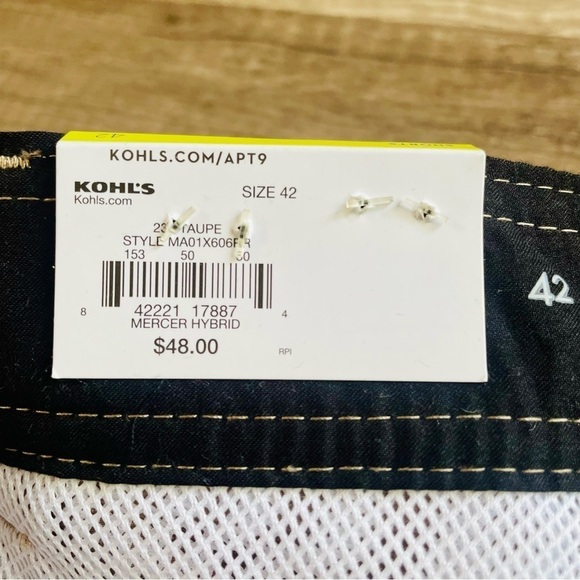 42
KOHLS.COM/APT9
KOHL'S
SIZE 42
Kohls.com
TAUPE
STYLE
153 50
42
8 42221 17887 4
MERCER HYBRID
$48.00
RPI